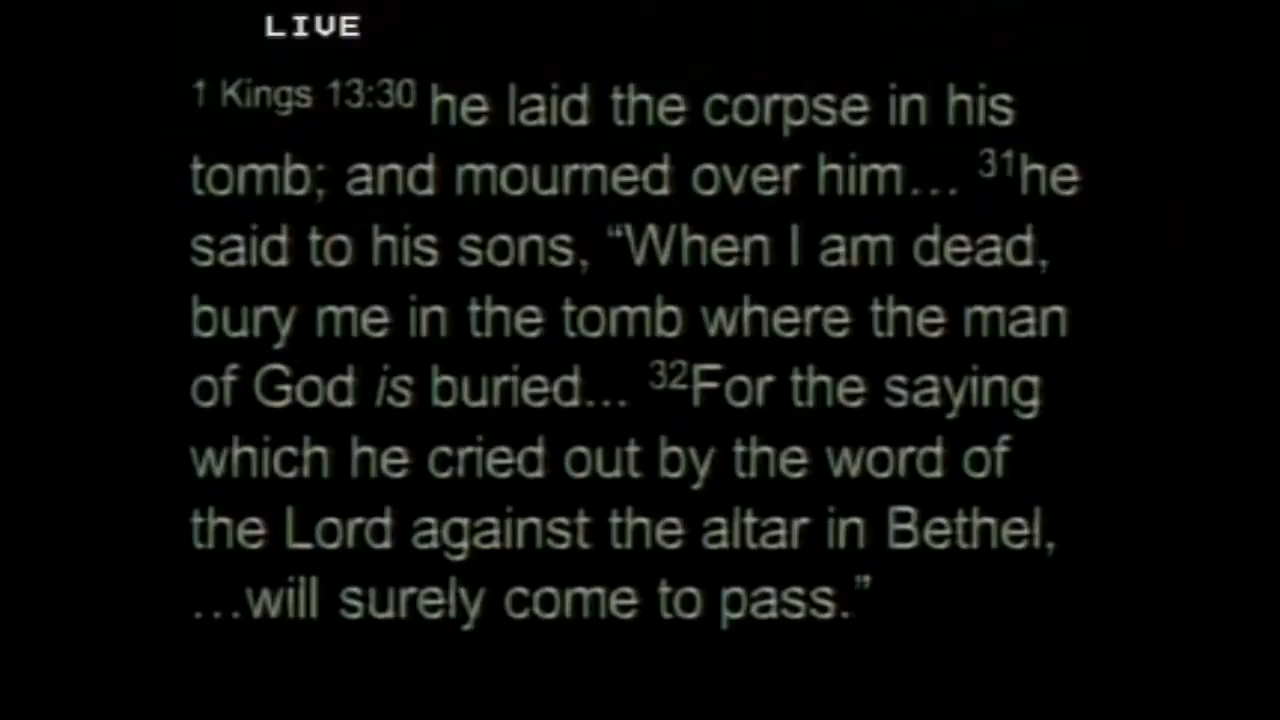 LIVE
1 Kings 13:30 he laid the corpse in his
tomb; and mourned over him... 31he
said to his sons, “When I am dead,
bury me in the tomb where the man
of God is buried... 32For the saying
which he cried out by the word of
the Lord against the altar in Bethel,
...will surely come to pass.”